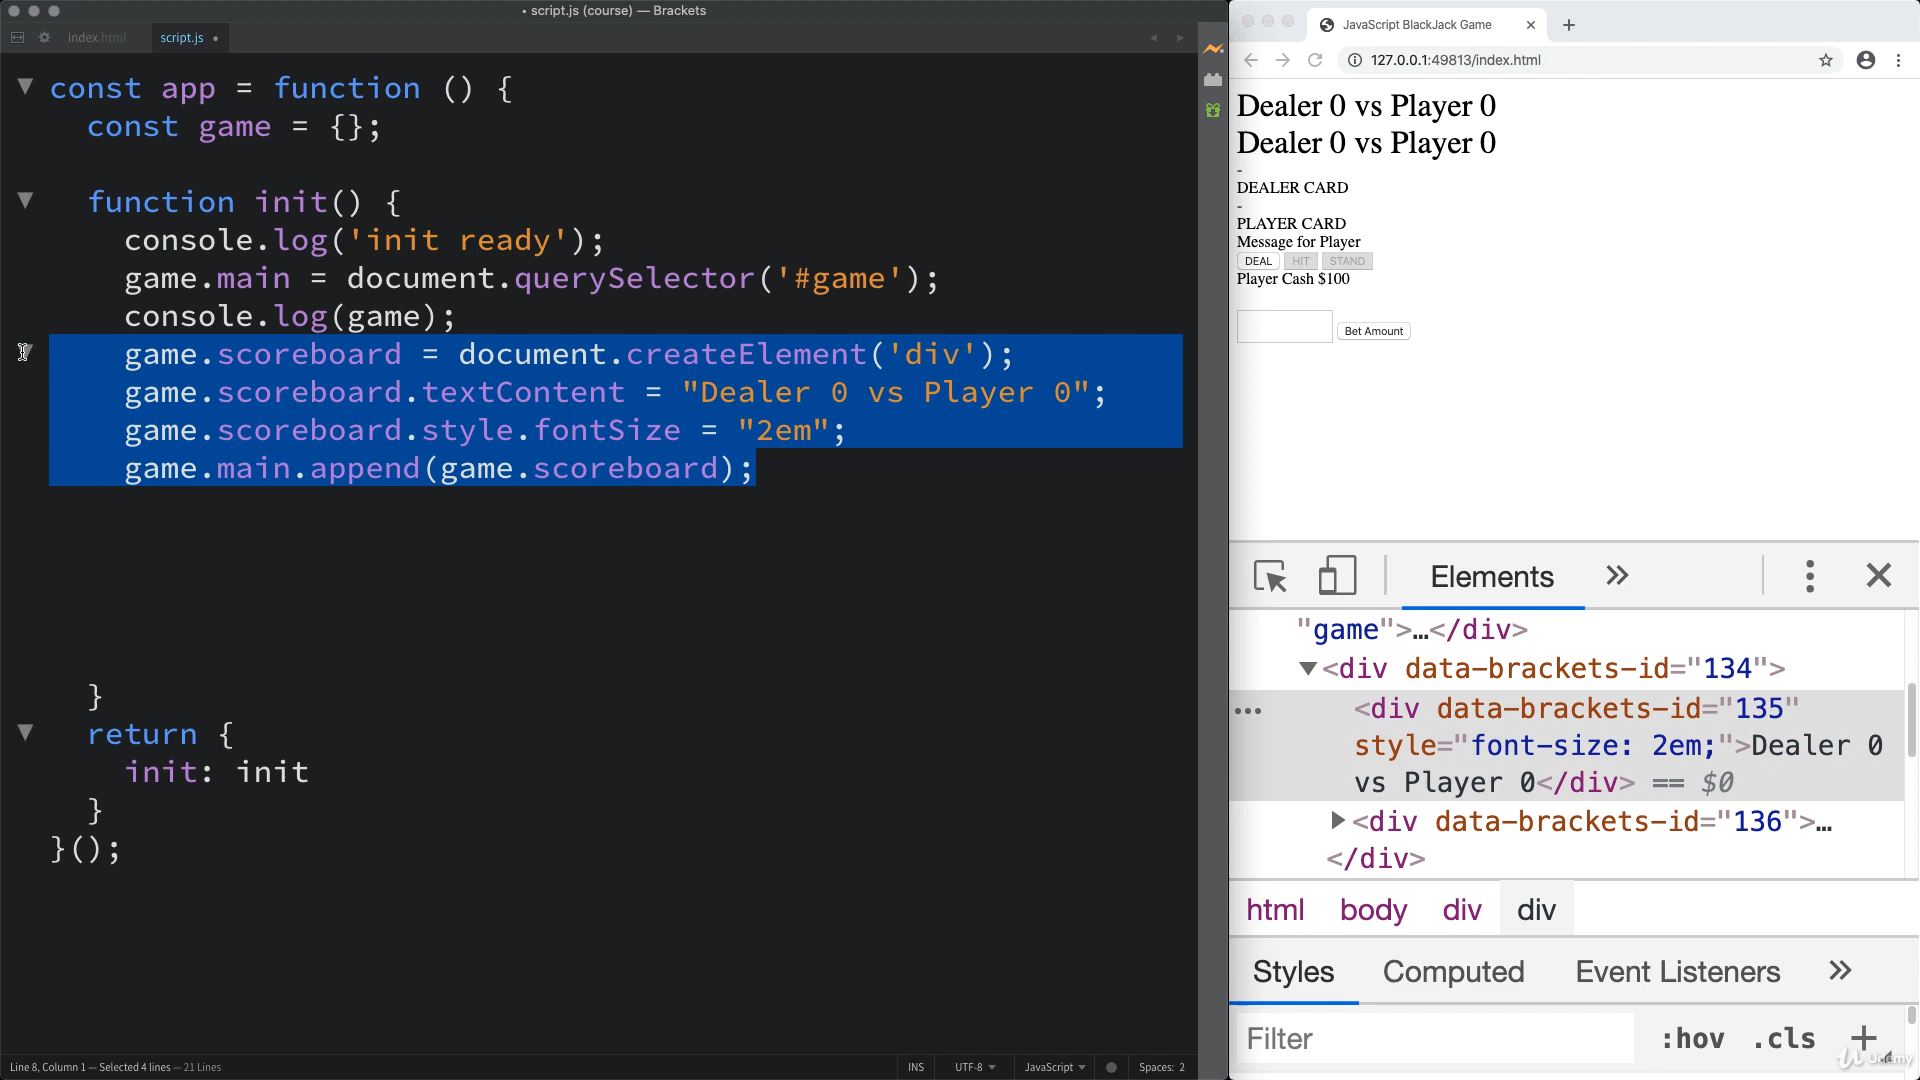 • script.js (course) — Brackets
index.html
script.js •
const app = function () {
const game = {};
function init() {
console.log('init ready');
game.main = document.querySelector('#game');
console.log(game);
game.scoreboard = document.createElement('div');
game.scoreboard.textContent = "Dealer 0 vs Player 0";
game.scoreboard.style.fontSize = "2em";
game.main.append(game.scoreboard);
}
return {
init: init
}
}();
Line 8, Column 1 — Selected 4 lines — 21 Lines
INS
UTF-8
JavaScript
Spaces: 2
JavaScript BlackJack Game
127.0.0.1:49813/index.html
Dealer 0 vs Player 0
Dealer 0 vs Player 0
-
DEALER CARD
-
PLAYER CARD
Message for Player
DEAL HIT STAND
Player Cash $100
Bet Amount
Elements
"game">…</div>
<div data-brackets-id="134">
<div data-brackets-id="135"
style="font-size: 2em;">Dealer 0
vs Player 0</div> == $0
<div data-brackets-id="136">…
</div>
html body div div
Styles Computed Event Listeners
Filter :hov .cls
Udemy